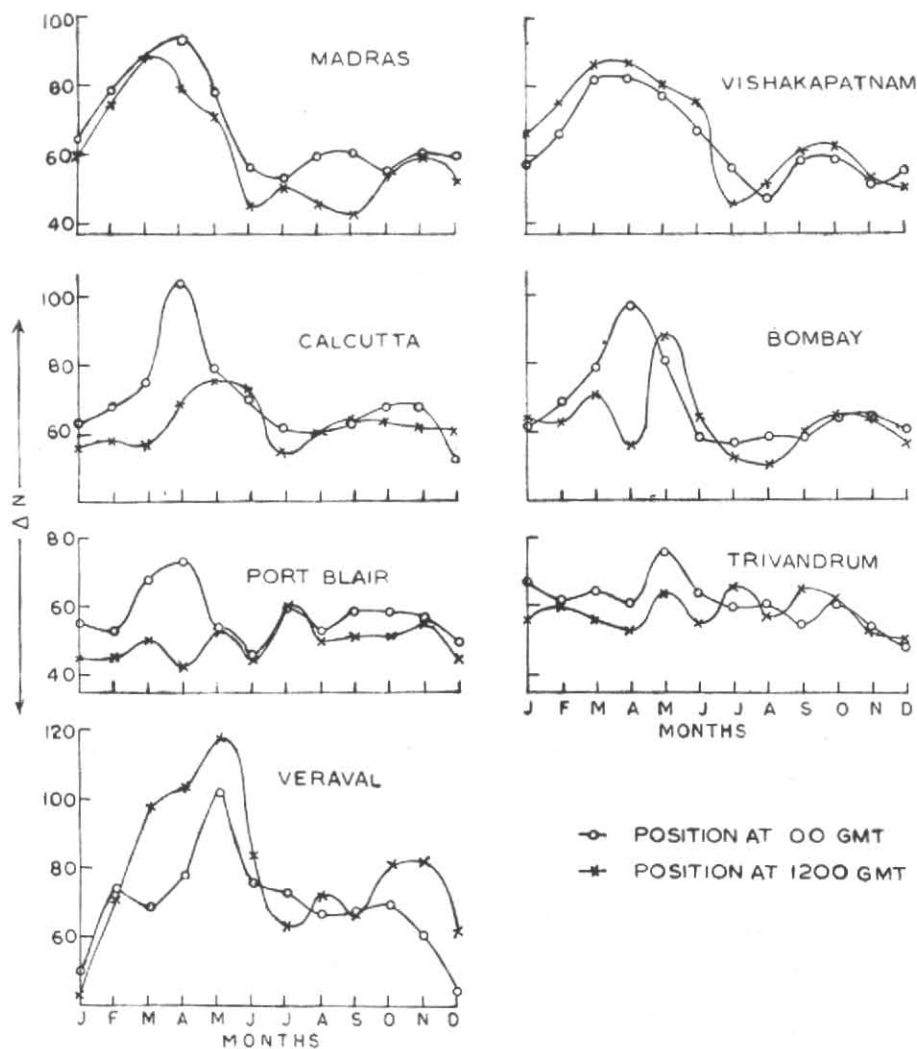 100
80
60
40
MADRAS
VISHAKAPATNAM
100
80
60
CALCUTTA
BOMBAY
Δ N
80
60
40
PORT BLAIR
TRIVANDRUM
J F M A M J J A S O N D
MONTHS
120
100
80
60
VERAVAL
J F M A M J J A S O N D
MONTHS
POSITION AT 00 GMT
POSITION AT 1200 GMT